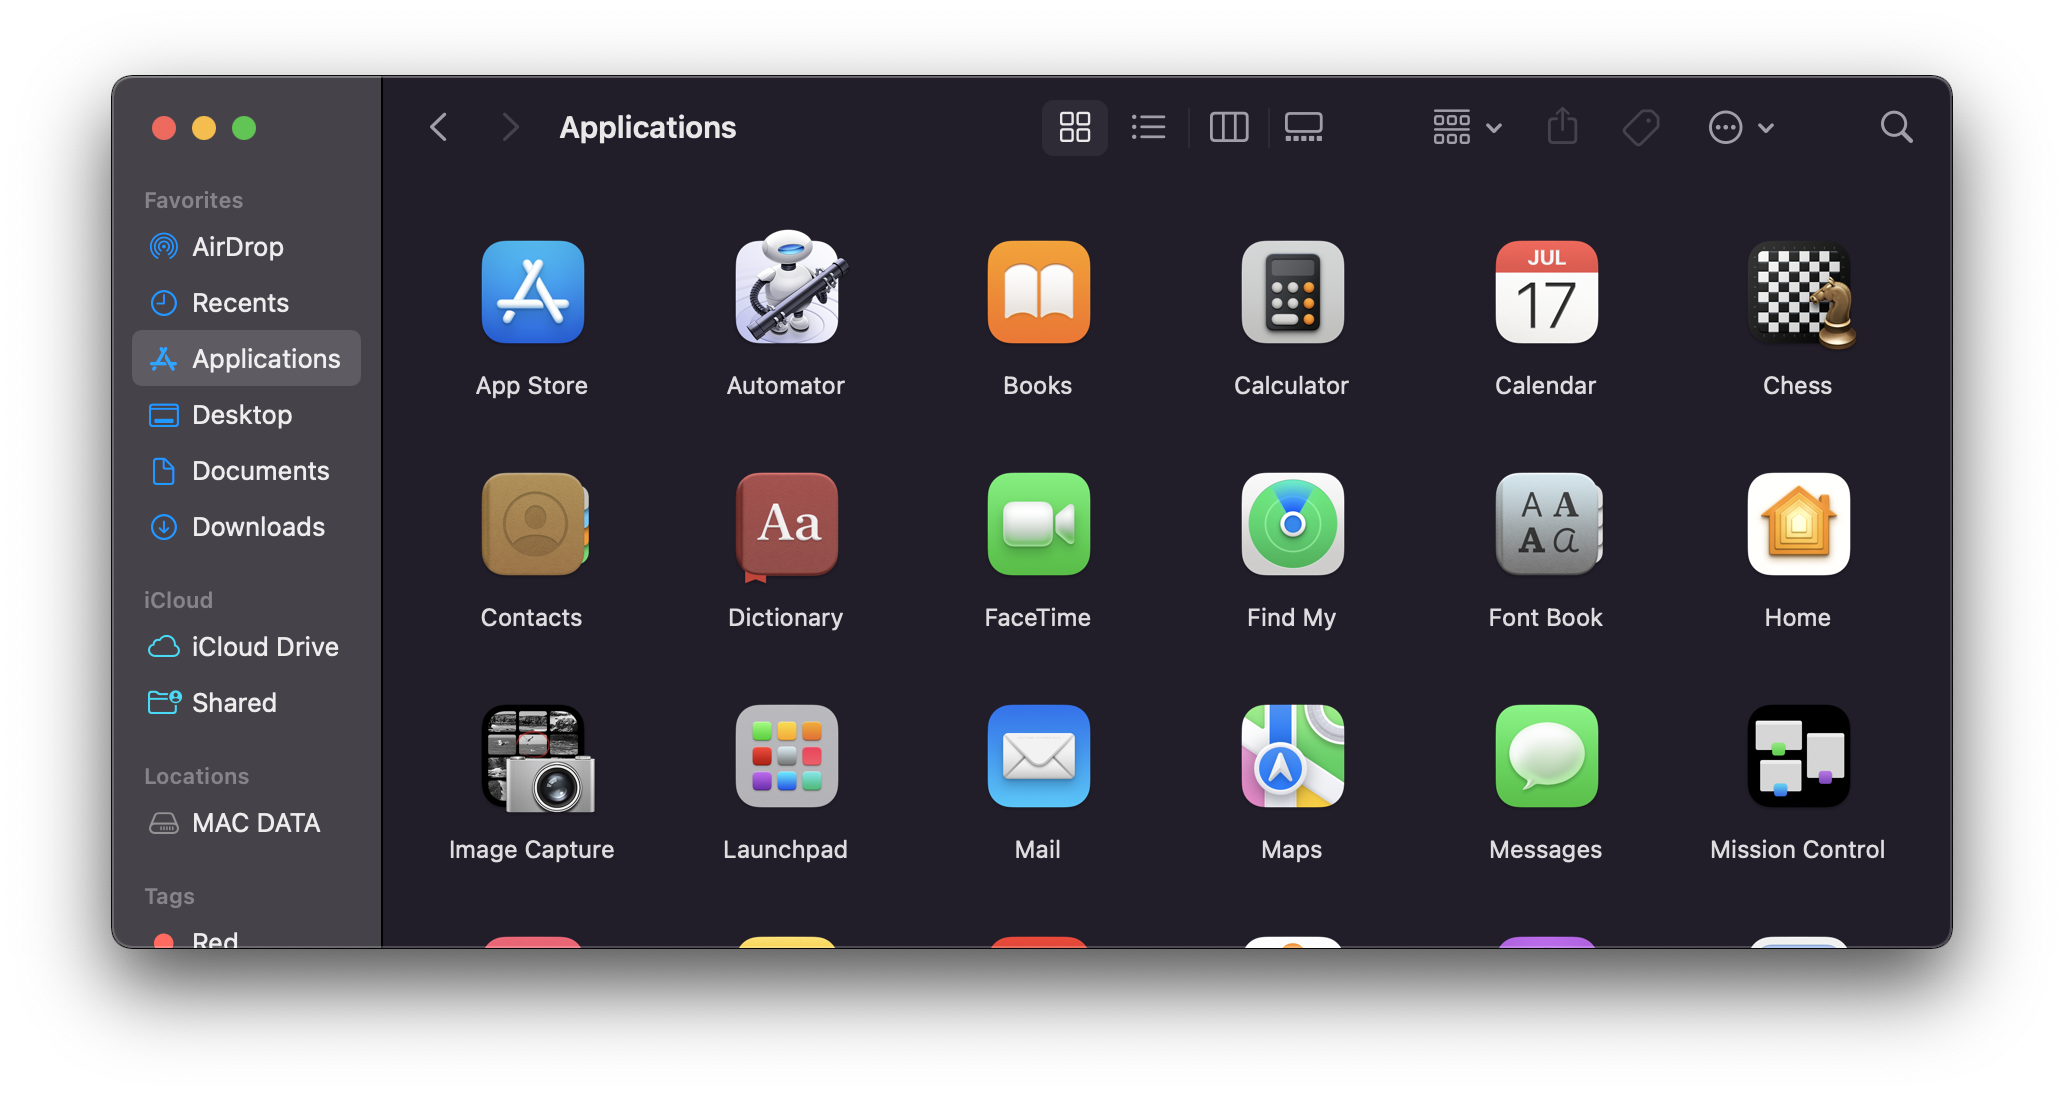 Applications
Favorites
AirDrop
Recents
Applications
Desktop
Documents
Downloads
iCloud
iCloud Drive
Shared
Locations
MAC DATA
Tags
Red
JUL
17
App Store
Automator
Books
Calculator
Calendar
Chess
Aa
A A
A a
Contacts
Dictionary
FaceTime
Find My
Font Book
Home
Image Capture
Launchpad
Mail
Maps
Messages
Mission Control